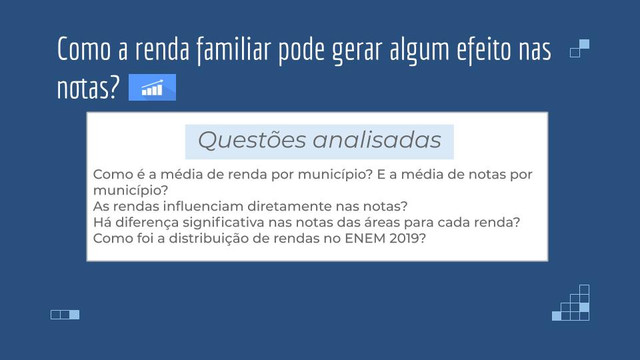 Como a renda familiar pode gerar algum efeito nas
notas?
Questões analisadas
Como é a média de renda por município? E a média de notas por
município?
As rendas influenciam diretamente nas notas?
Há diferença significativa nas notas das áreas para cada renda?
Como foi a distribuição de rendas no ENEM 2019?